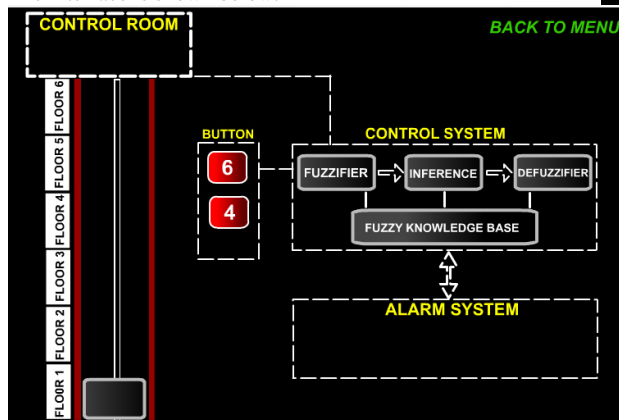 CONTROL ROOM
BACK TO MENU
FLOOR 6
FLOOR 5
FLOOR 4
FLOOR 3
FLOOR 2
FLOOR 1
BUTTON
6
4
CONTROL SYSTEM
FUZZIFIER
INFERENCE
DEFUZZIFIER
FUZZY KNOWLEDGE BASE
ALARM SYSTEM